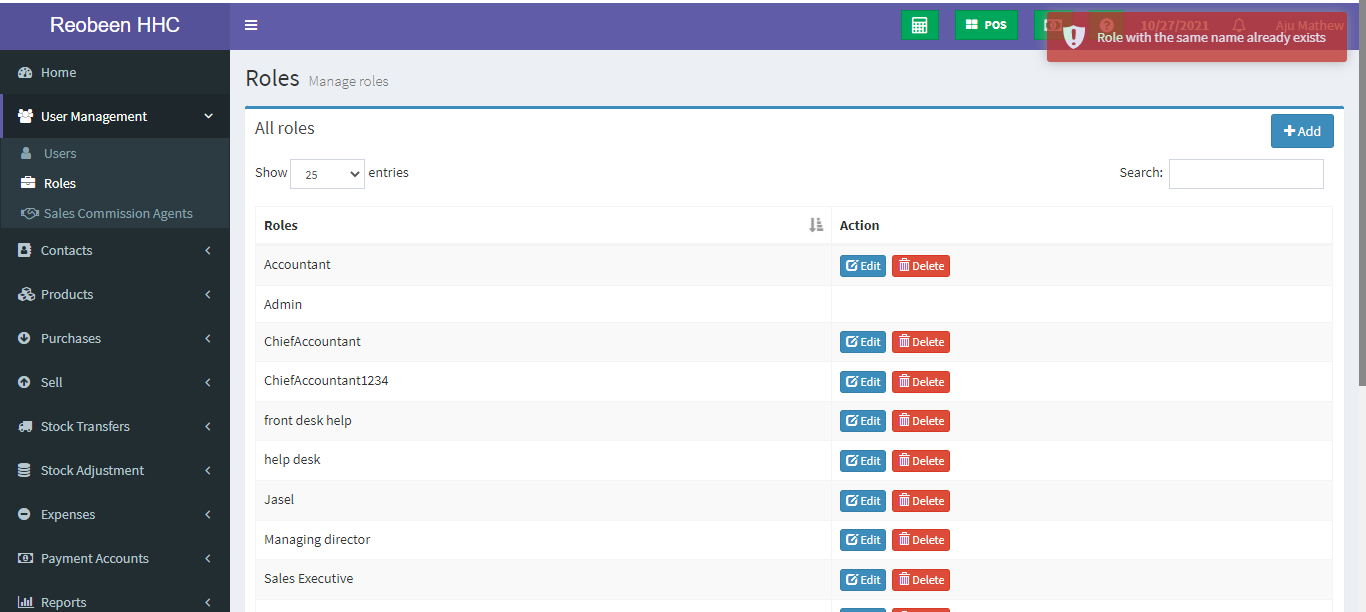 Reobeen HHC
POS
10/27/2021
Aju Mathew
Role with the same name already exists
Home
User Management
Users
Roles
Sales Commission Agents
Contacts
Products
Purchases
Sell
Stock Transfers
Stock Adjustment
Expenses
Payment Accounts
Reports
Roles Manage roles
All roles
Add
Show 25 entries
Search:
Roles Action
Accountant Edit Delete
Admin
ChiefAccountant Edit Delete
ChiefAccountant1234 Edit Delete
front desk help Edit Delete
help desk Edit Delete
Jasel Edit Delete
Managing director Edit Delete
Sales Executive Edit Delete